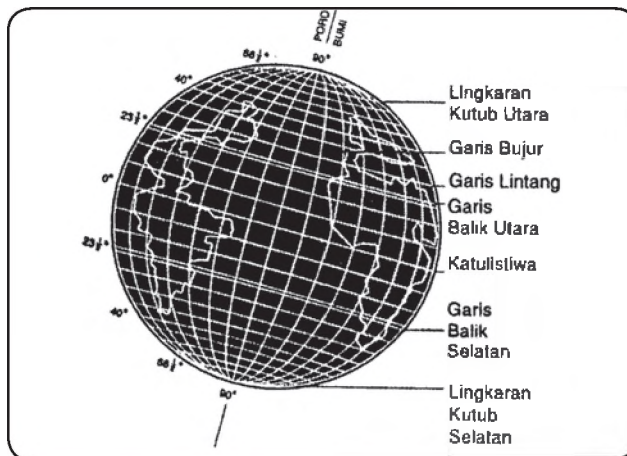 PORO
BUMI
90°
66½°
40°
23½°
0°
23½°
40°
66½°
90°
Lingkaran
Kutub Utara
Garis Bujur
Garis Lintang
Garis
Balik Utara
Katulistiwa
Garis
Balik
Selatan
Lingkaran
Kutub
Selatan